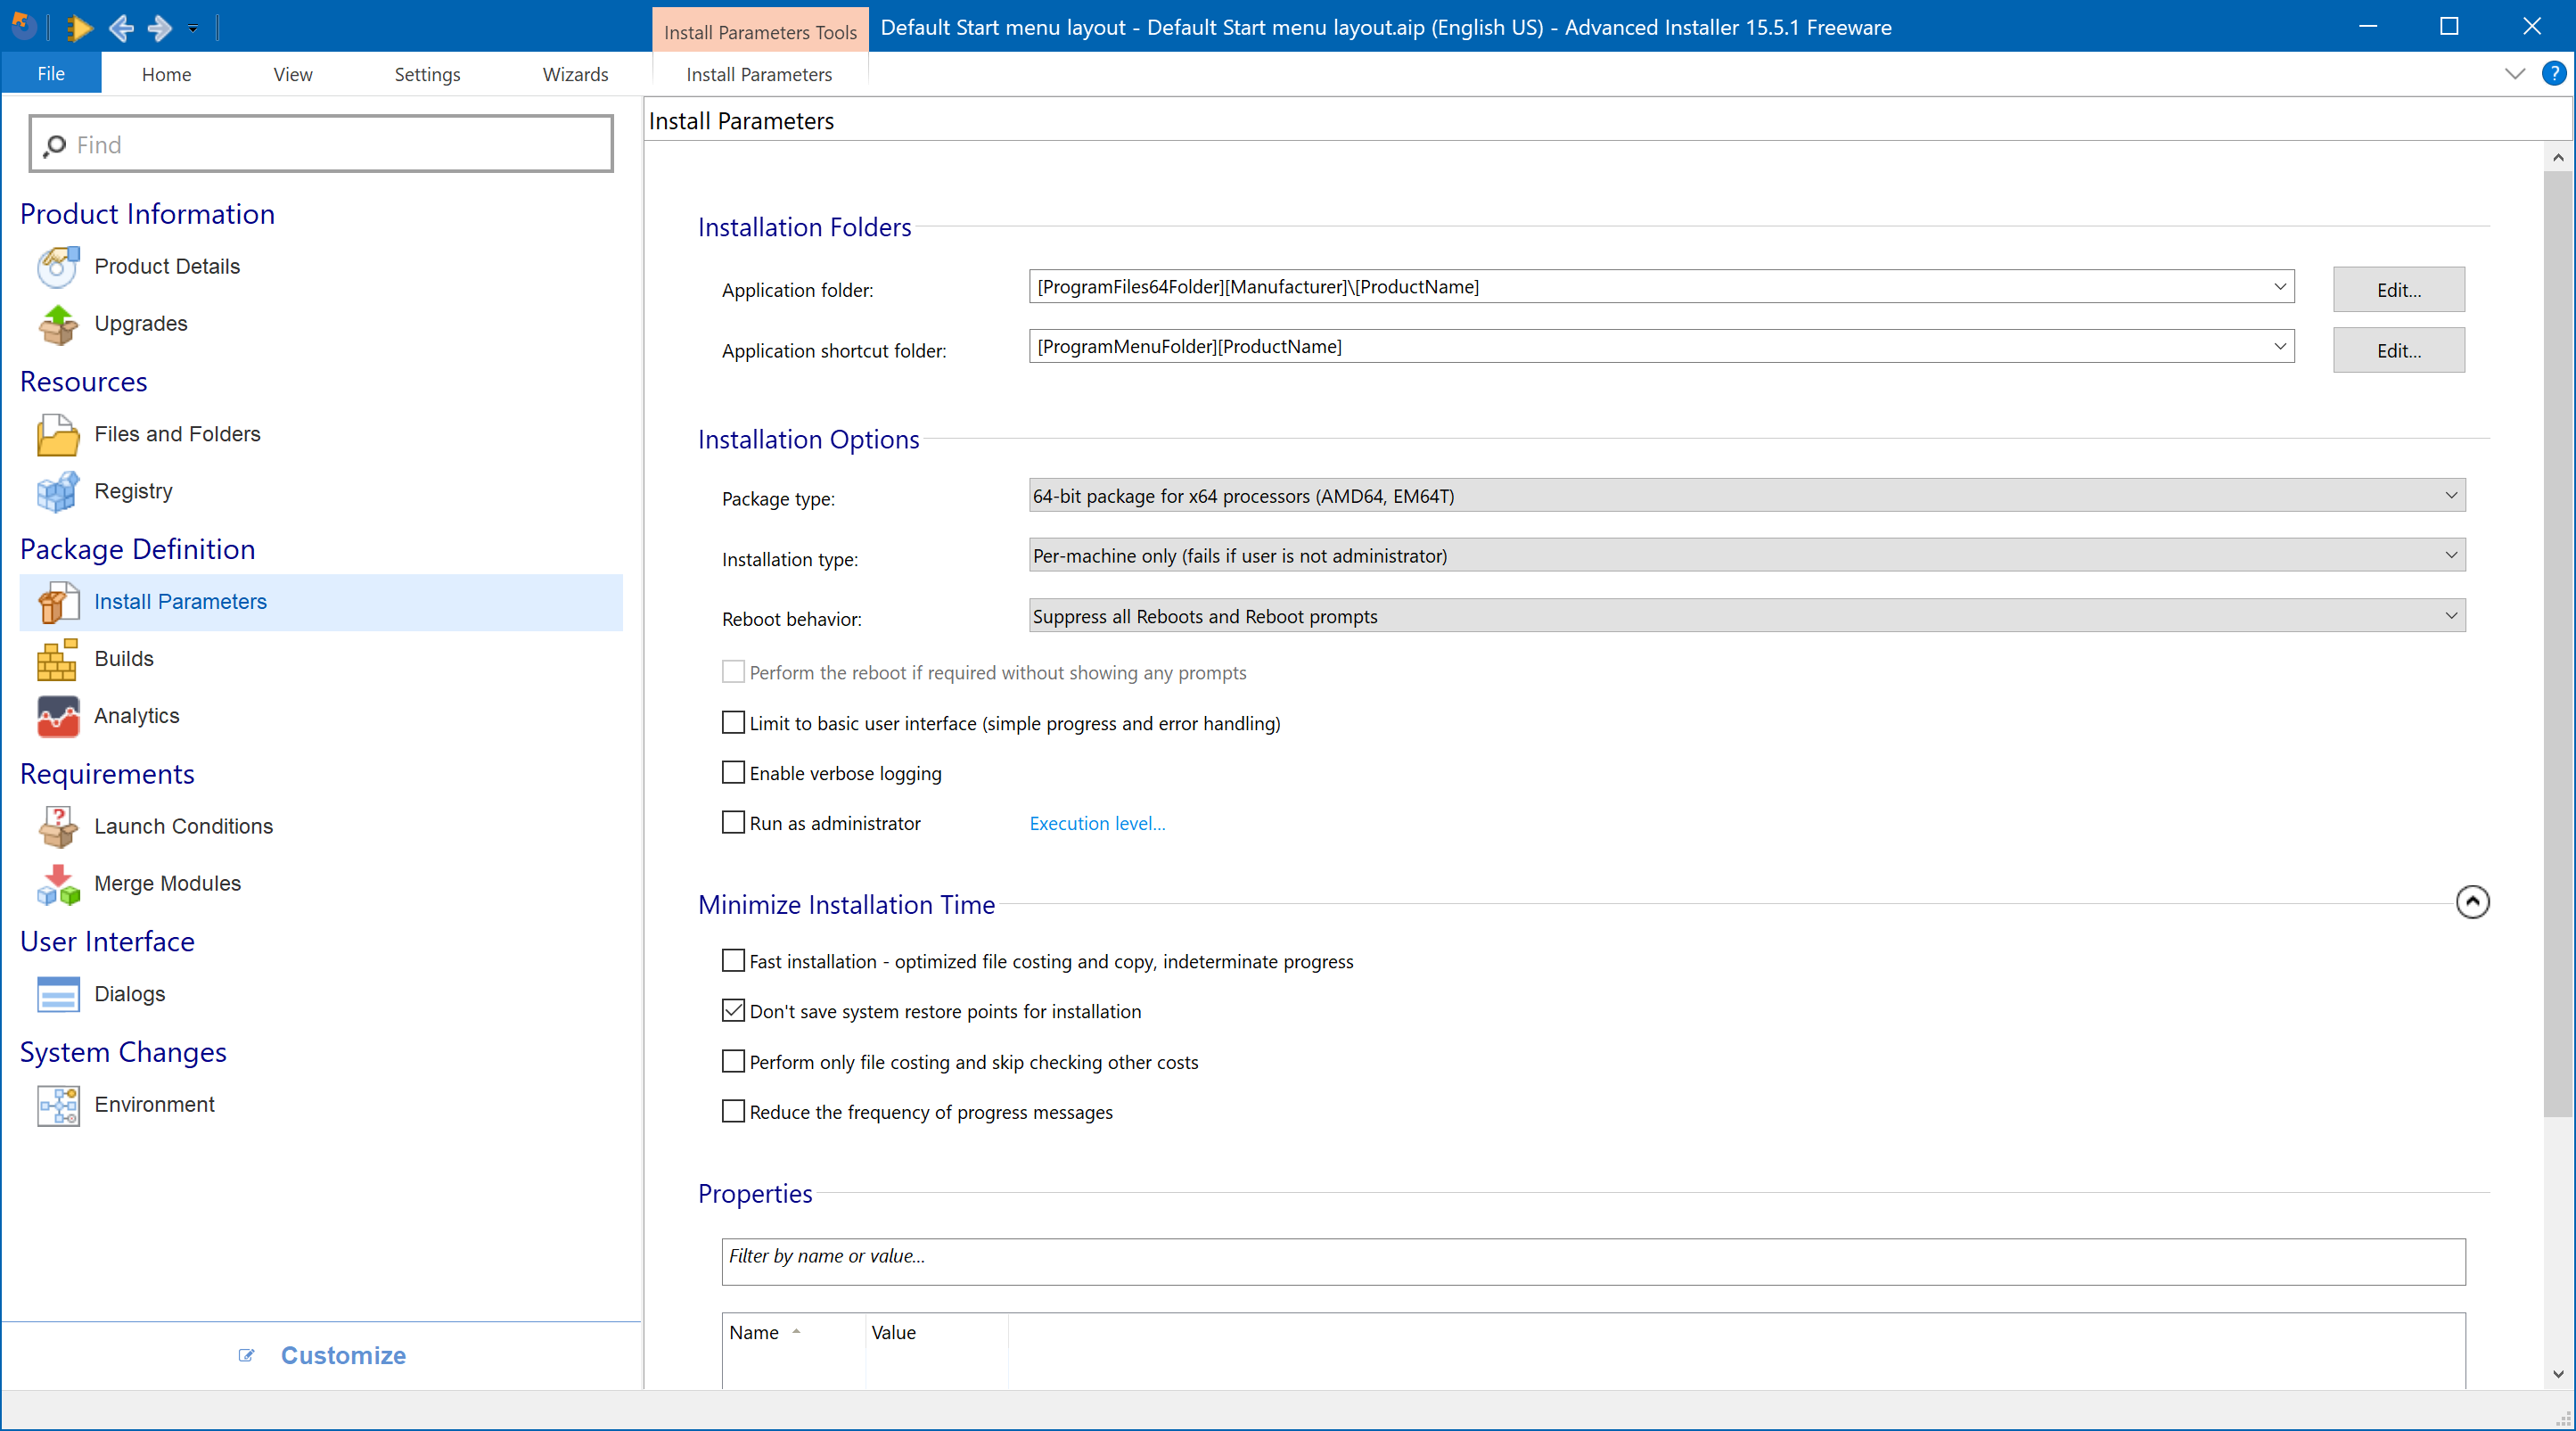 Install Parameters Tools
Default Start menu layout - Default Start menu layout.aip (English US) - Advanced Installer 15.5.1 Freeware
File
Home
View
Settings
Wizards
Install Parameters
?
Find
Product Information
Product Details
Upgrades
Resources
Files and Folders
Registry
Package Definition
Install Parameters
Builds
Analytics
Requirements
Launch Conditions
Merge Modules
User Interface
Dialogs
System Changes
Environment
Customize
Install Parameters
Installation Folders
Application folder: [ProgramFiles64Folder][Manufacturer]\[ProductName] Edit...
Application shortcut folder: [ProgramMenuFolder][ProductName] Edit...
Installation Options
Package type: 64-bit package for x64 processors (AMD64, EM64T)
Installation type: Per-machine only (fails if user is not administrator)
Reboot behavior: Suppress all Reboots and Reboot prompts
Perform the reboot if required without showing any prompts
Limit to basic user interface (simple progress and error handling)
Enable verbose logging
Run as administrator Execution level...
Minimize Installation Time
Fast installation - optimized file costing and copy, indeterminate progress
Don't save system restore points for installation
Perform only file costing and skip checking other costs
Reduce the frequency of progress messages
Properties
Filter by name or value...
Name Value